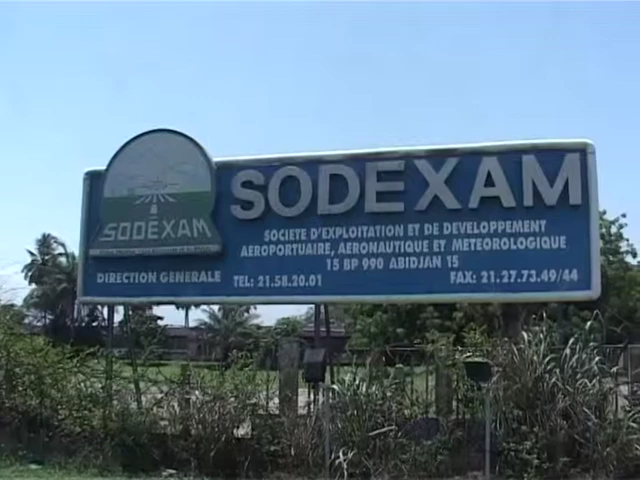 SODEXAM
SODEXAM
SOCIETE D'EXPLOITATION ET DE DEVELOPPEMENT
AEROPORTUAIRE, AERONAUTIQUE ET METEOROLOGIQUE
15 BP 990 ABIDJAN 15
DIRECTION GENERALE
TEL: 21.58.20.01
FAX: 21.27.73.49/44